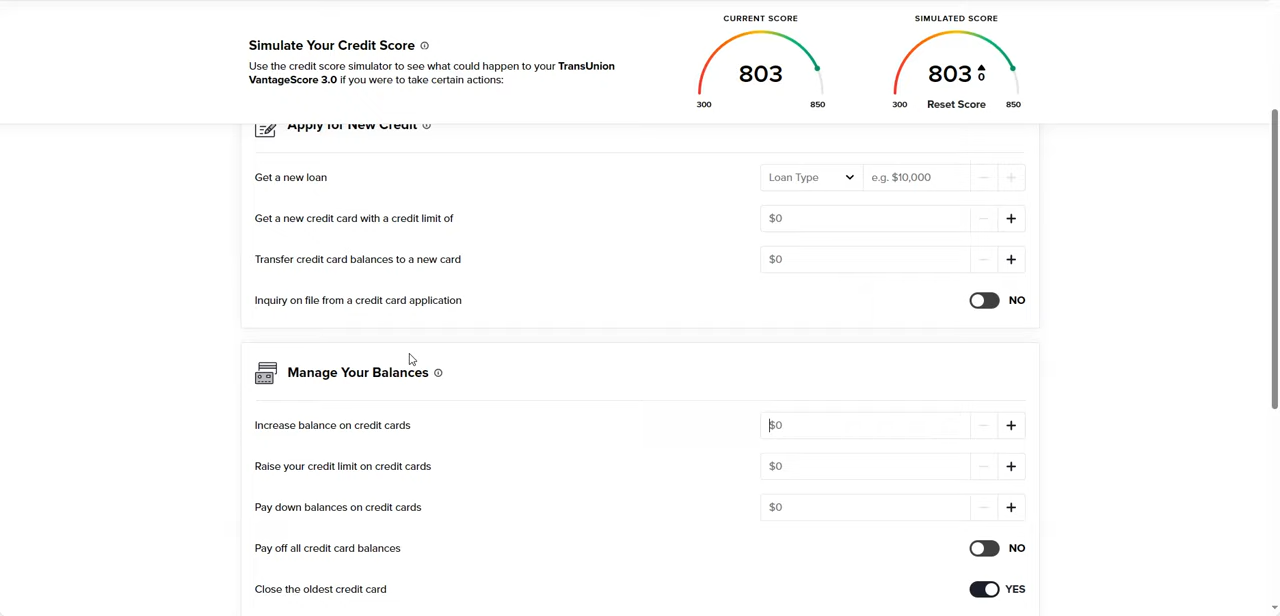 CURRENT SCORE
SIMULATED SCORE
Simulate Your Credit Score
Use the credit score simulator to see what could happen to your TransUnion
VantageScore 3.0 if you were to take certain actions:
803
803 0
300
850
300
Reset Score
850
Apply for New Credit
Get a new loan
Loan Type
e.g. $10,000
Get a new credit card with a credit limit of
$0
Transfer credit card balances to a new card
$0
Inquiry on file from a credit card application
NO
Manage Your Balances
Increase balance on credit cards
$0
Raise your credit limit on credit cards
$0
Pay down balances on credit cards
$0
Pay off all credit card balances
NO
Close the oldest credit card
YES